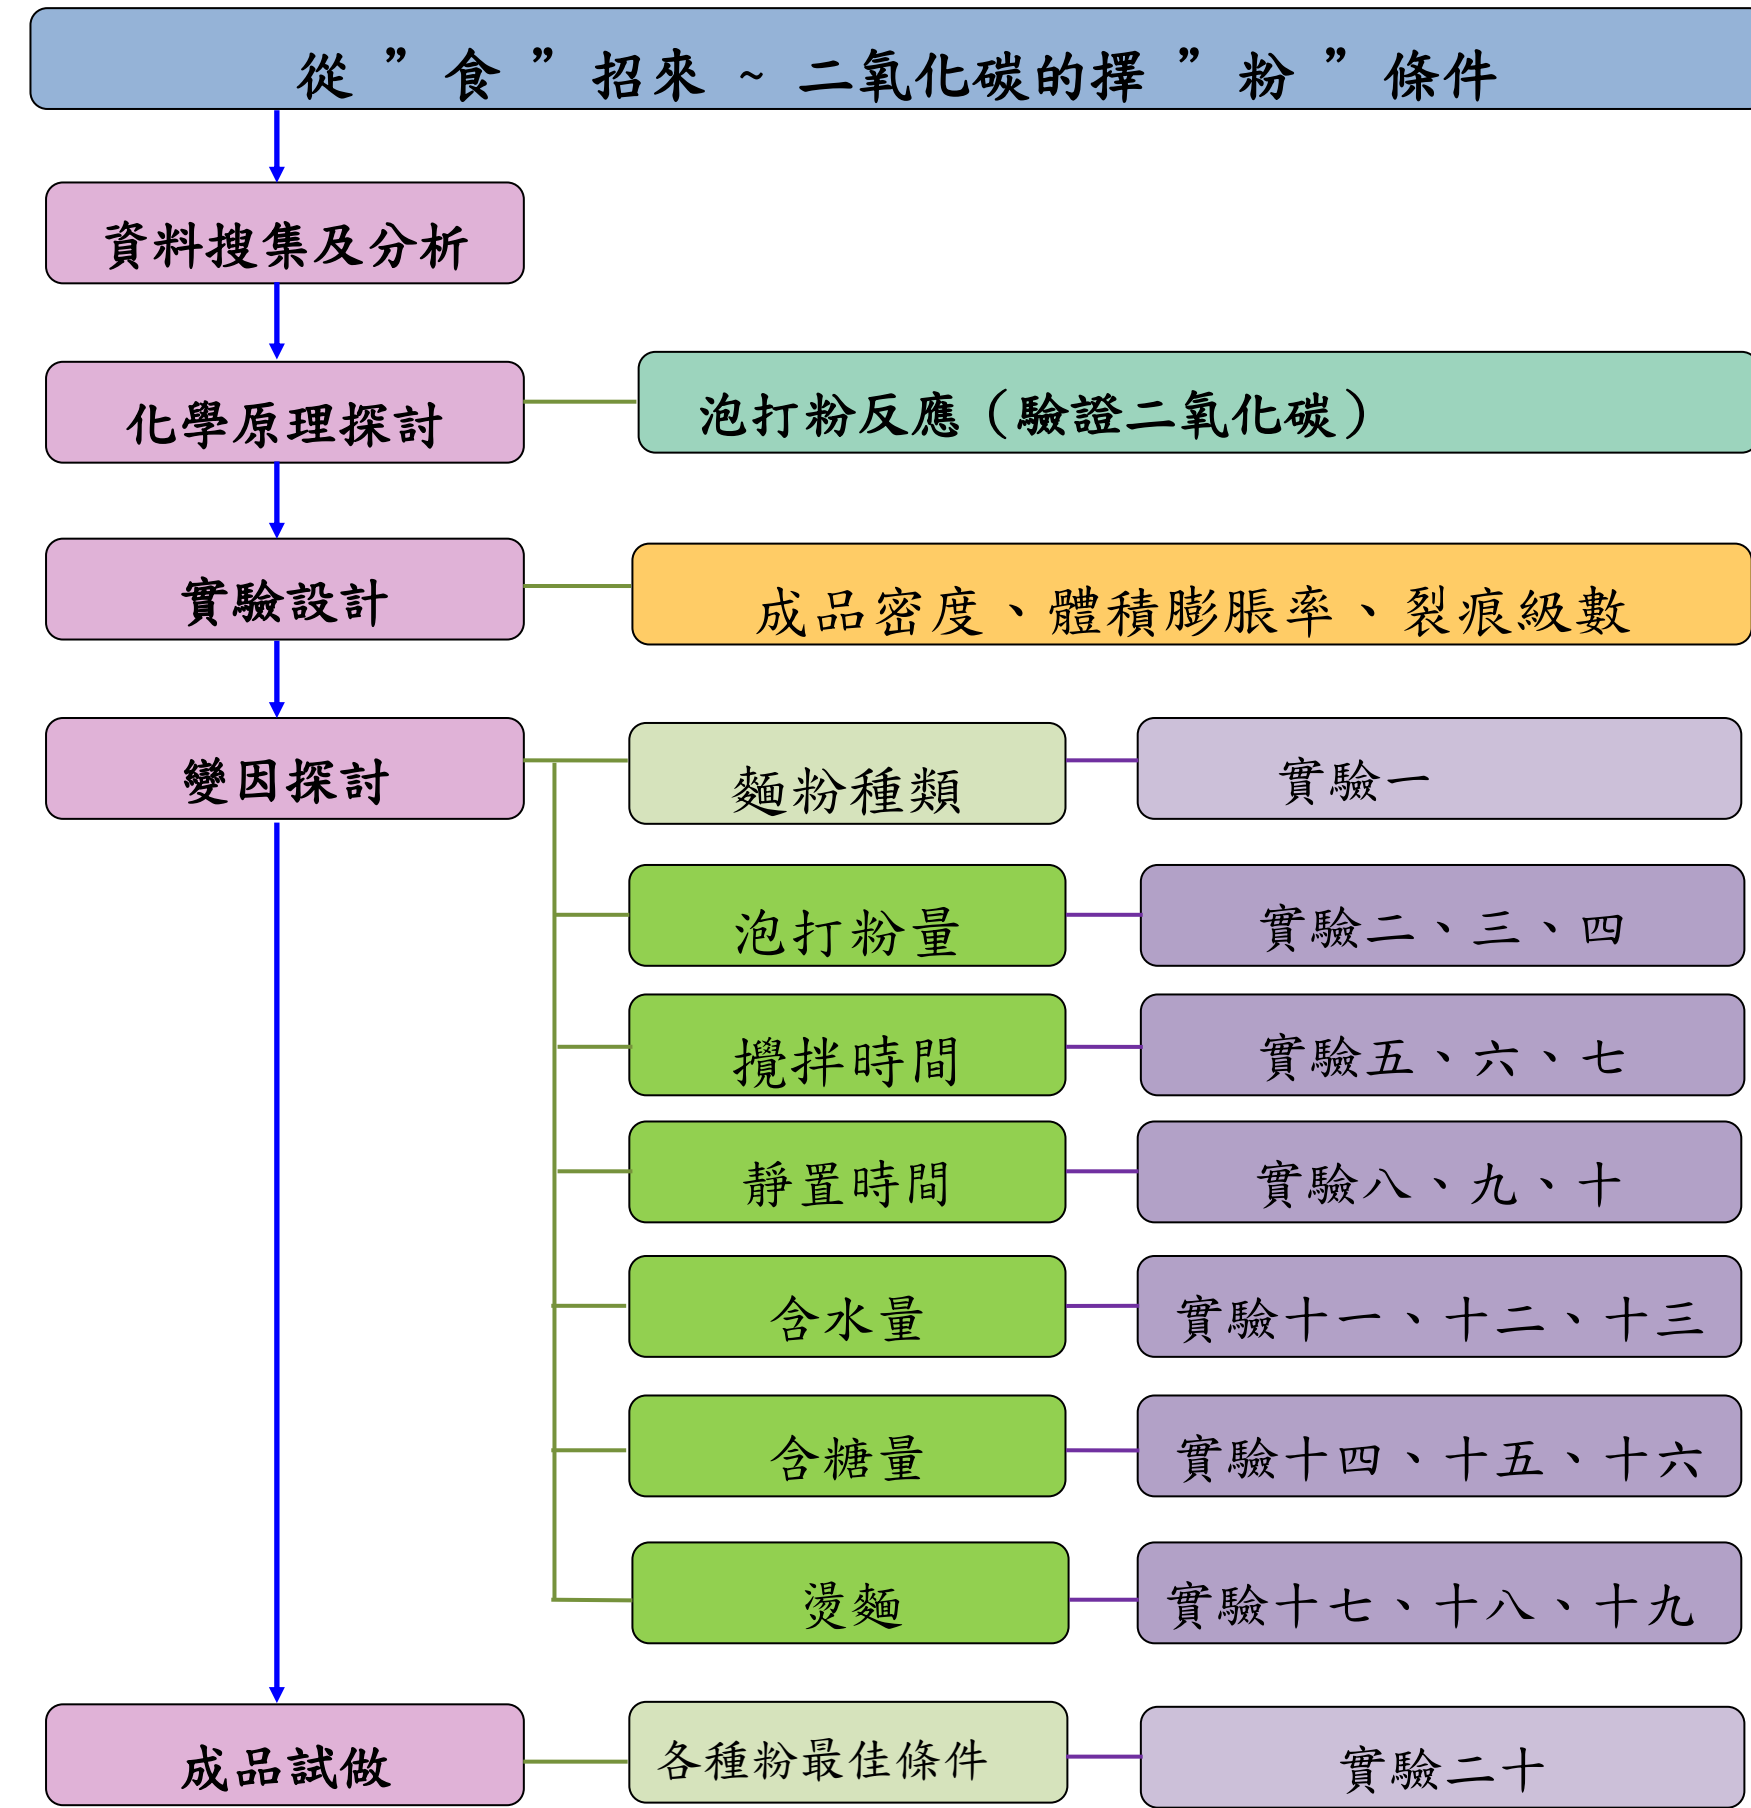 從 ” 食 ” 招來 ~ 二氧化碳的擇 ” 粉 ” 條件
資料搜集及分析
化學原理探討
泡打粉反應（驗證二氧化碳）
實驗設計
成品密度、體積膨脹率、裂痕級數
變因探討
麵粉種類
實驗一
泡打粉量
實驗二、三、四
攪拌時間
實驗五、六、七
靜置時間
實驗八、九、十
含水量
實驗十一、十二、十三
含糖量
實驗十四、十五、十六
燙麵
實驗十七、十八、十九
成品試做
各種粉最佳條件
實驗二十